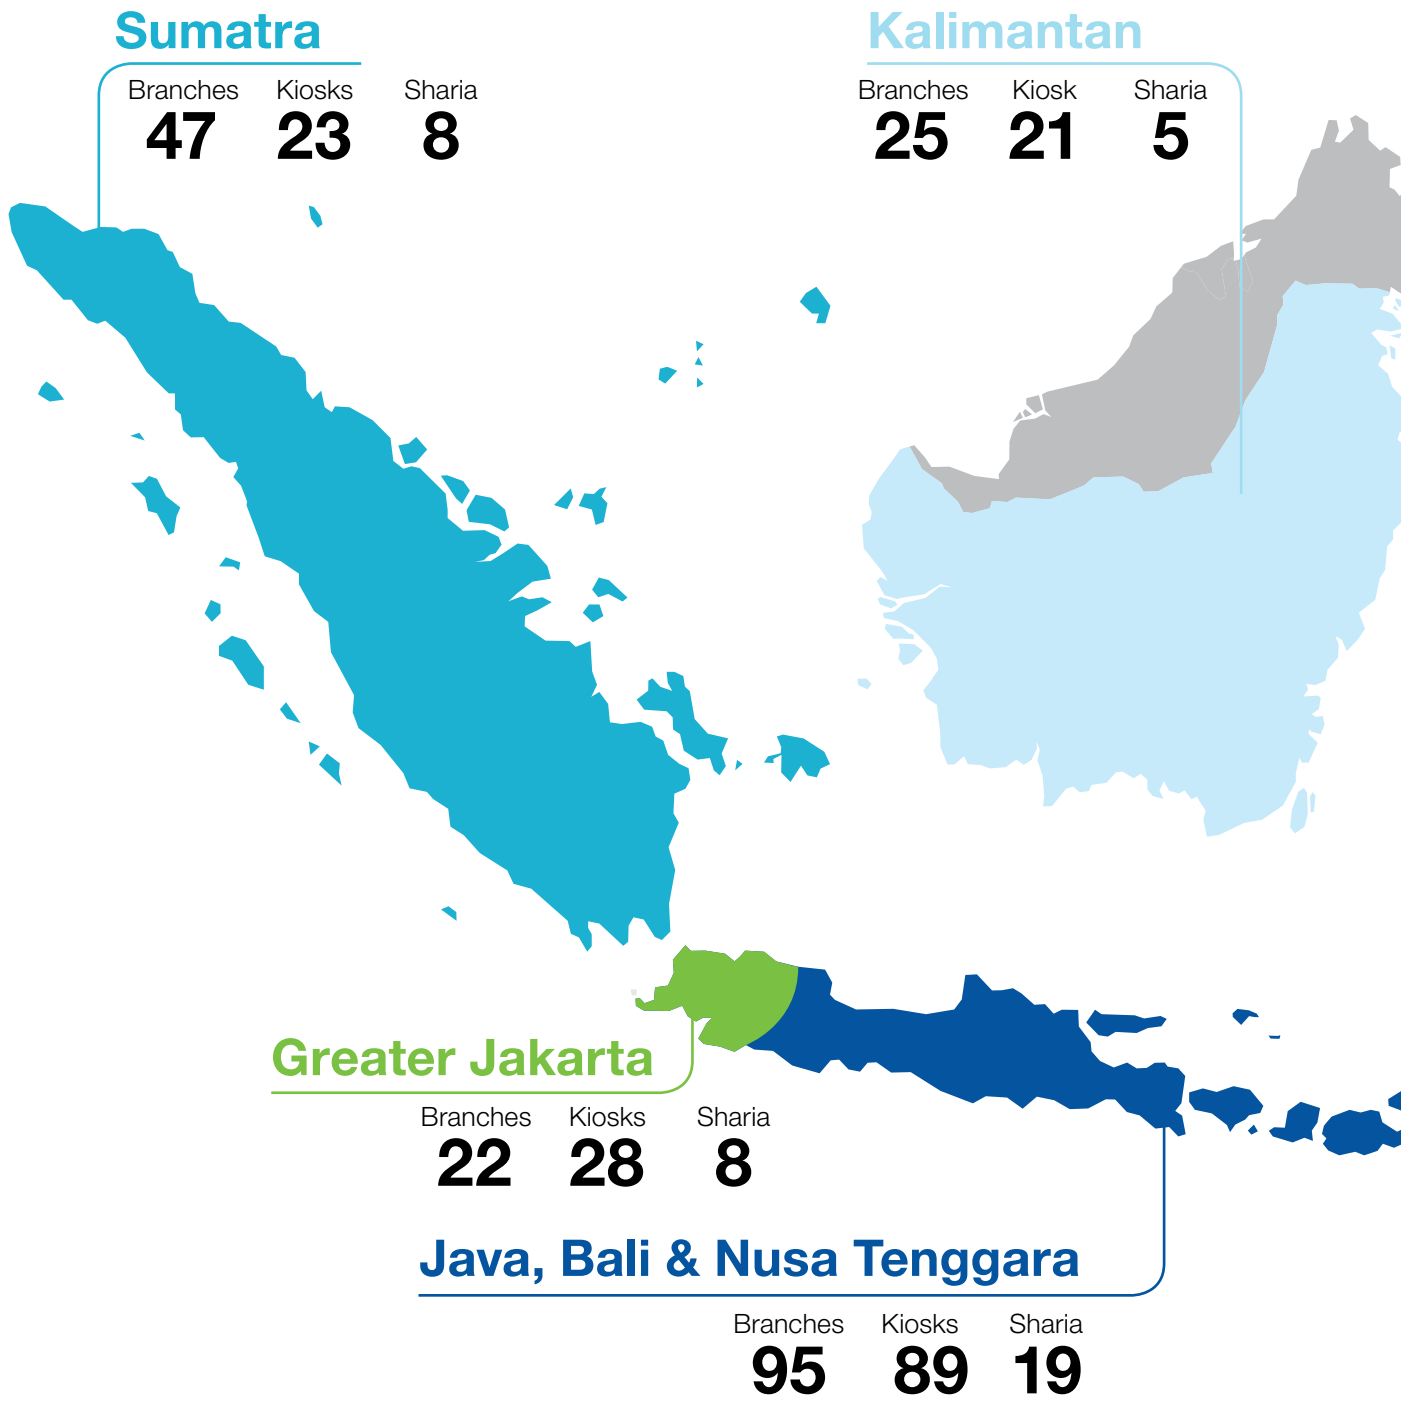 Sumatra
Branches Kiosks Sharia
47 23 8
Kalimantan
Branches Kiosk Sharia
25 21 5
Greater Jakarta
Branches Kiosks Sharia
22 28 8
Java, Bali & Nusa Tenggara
Branches Kiosks Sharia
95 89 19